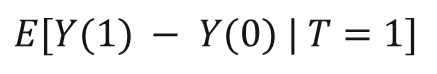 E[Y(1) − Y(0) | T = 1]